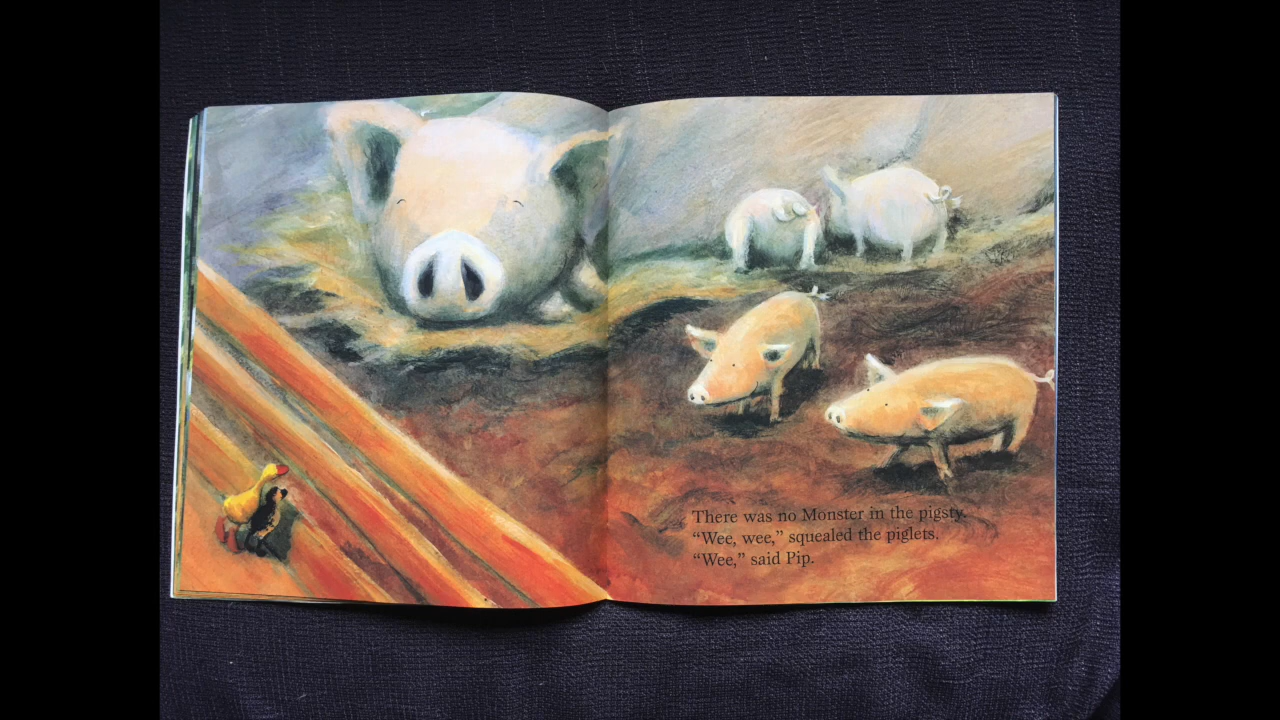 There was no Monster in the pigsty.
“Wee, wee,” squealed the piglets.
“Wee,” said Pip.